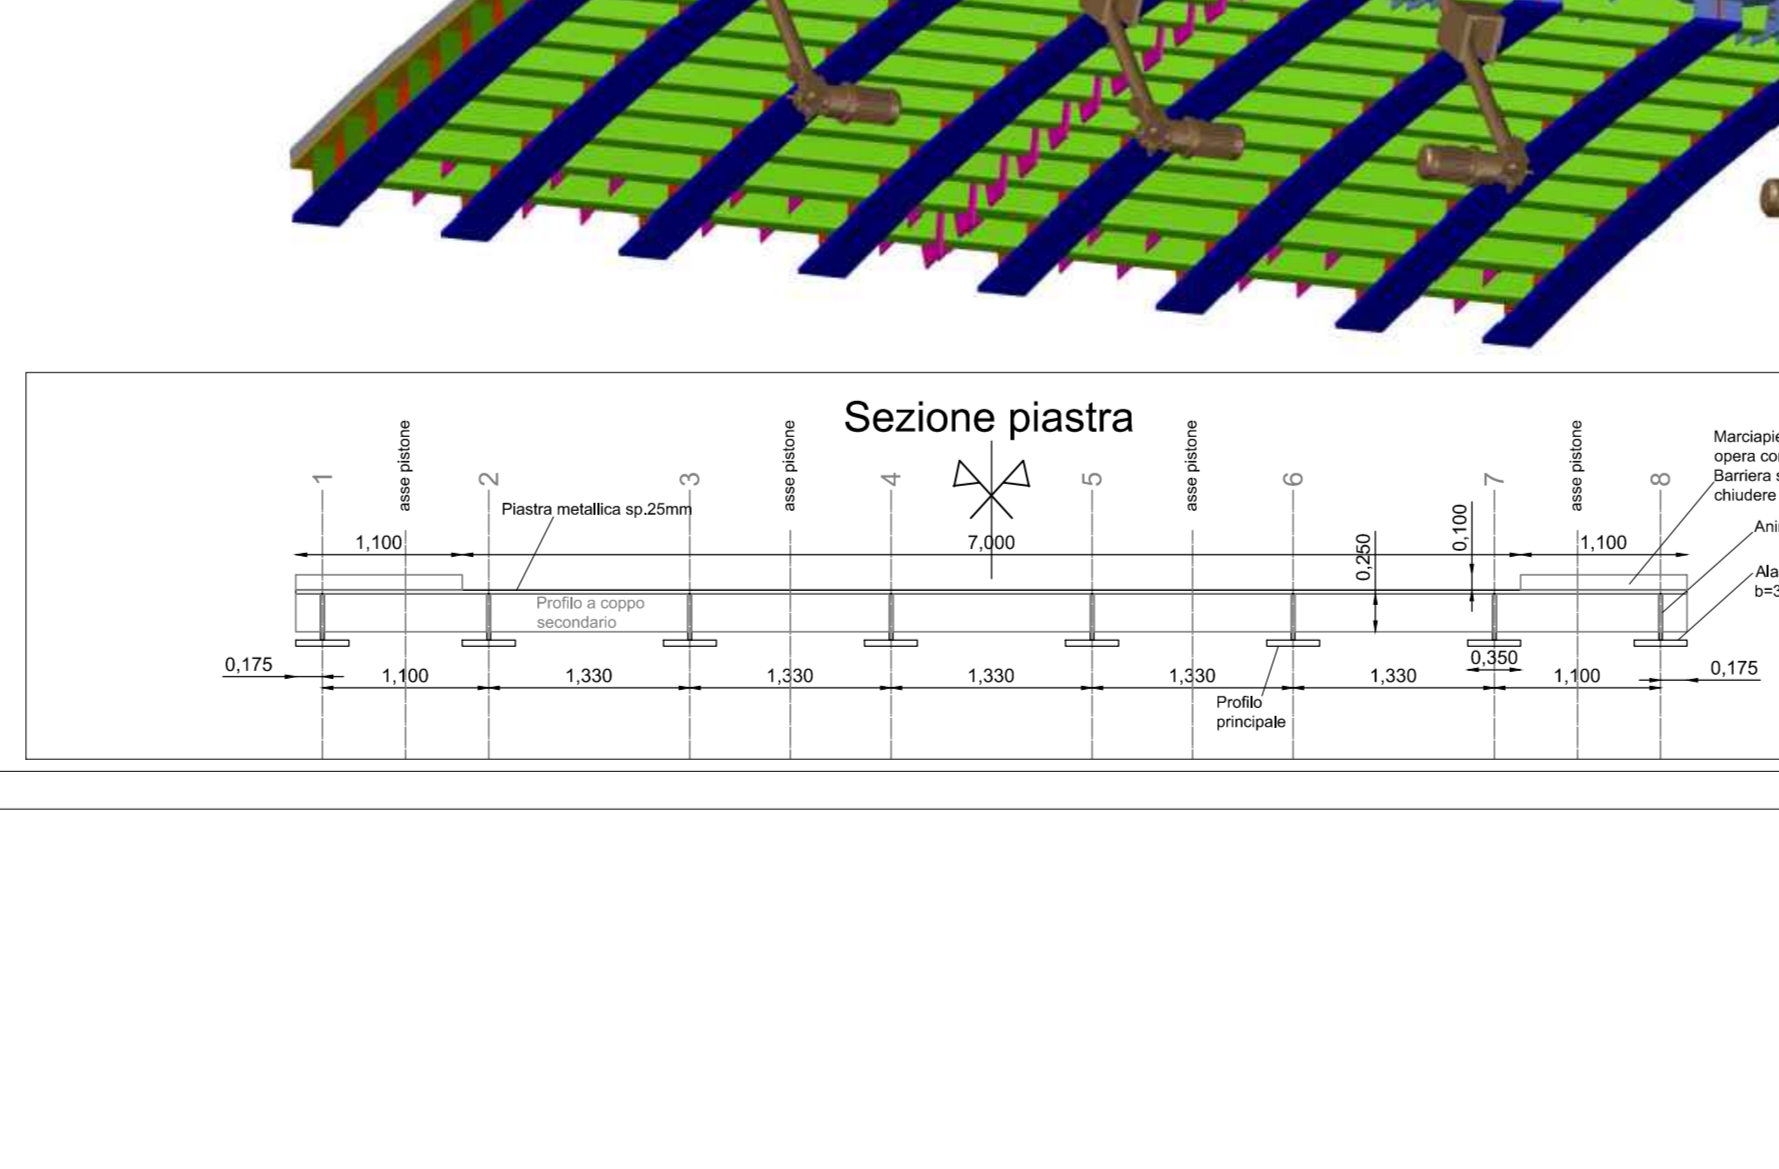 Sezione piastra
1
asse pistone
2
3
asse pistone
4
5
asse pistone
6
7
asse pistone
8
Marciapie
opera co
Barriera s
chiudere
Piastra metallica sp.25mm
Ani
1,100
7,000
0,250
0,100
1,100
Ala
b=3
Profilo a coppo
secondario
0,175
1,100
1,330
1,330
1,330
1,330
1,330
0,350
1,100
0,175
Profilo
principale